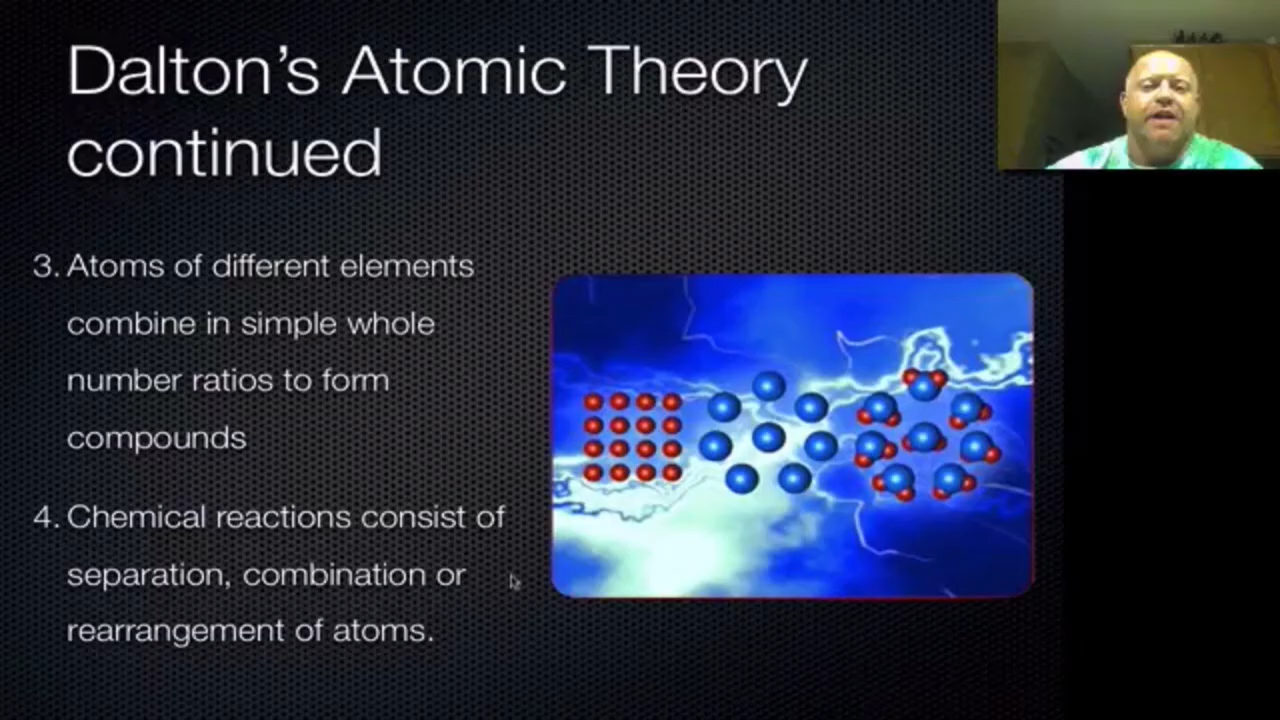 Dalton's Atomic Theory
continued
3. Atoms of different elements
combine in simple whole
number ratios to form
compounds
4. Chemical reactions consist of
separation, combination or
rearrangement of atoms.